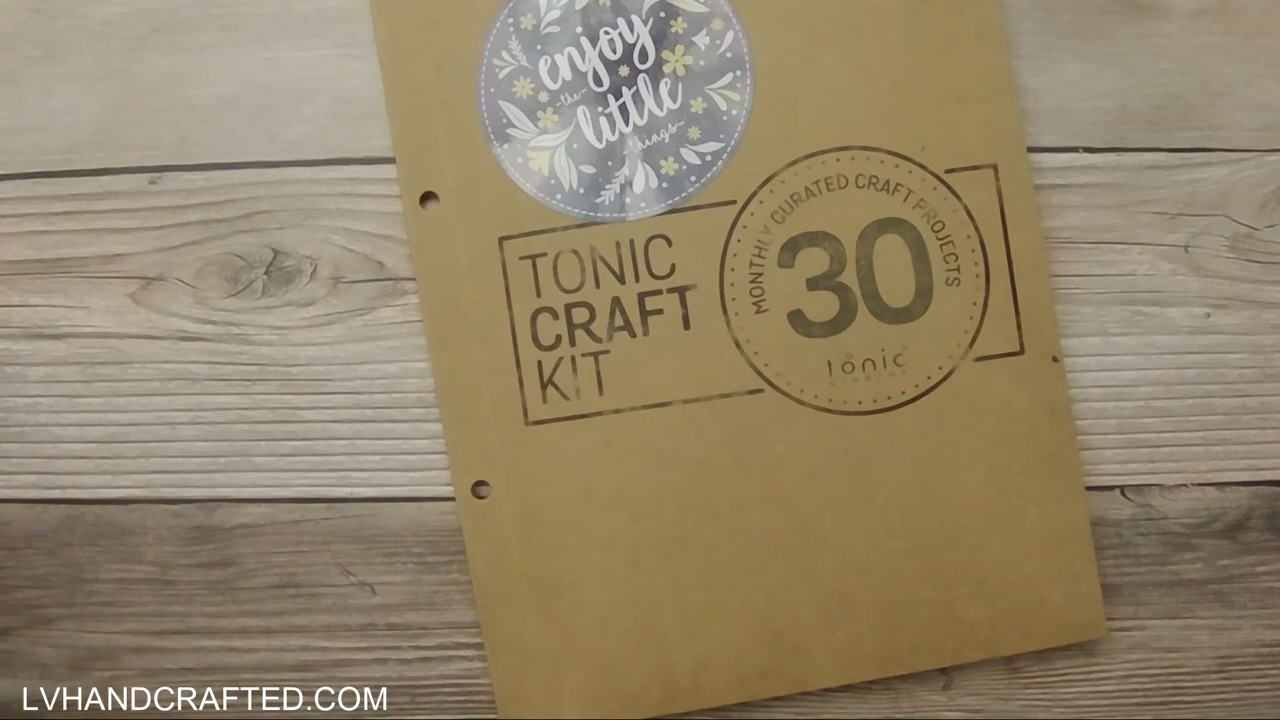 enjoy
the
little
things
MONTHLY CURATED CRAFT PROJECTS
30
tonic
TONIC
CRAFT
KIT
LVHANDCRAFTED.COM